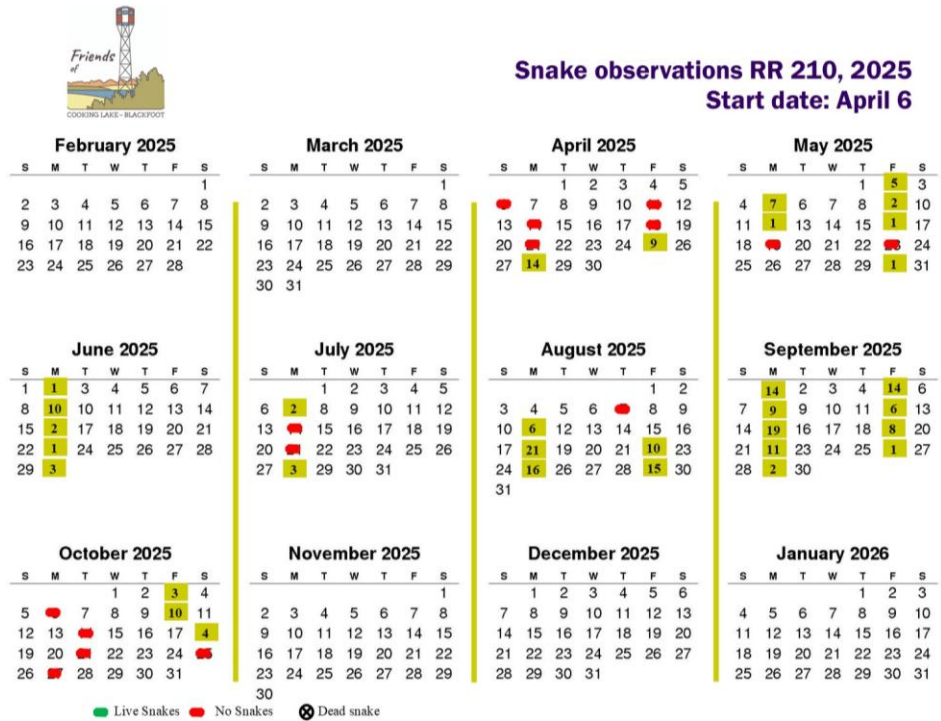 Friends
of
COOKING LAKE - BLACKFOOT
Snake observations RR 210, 2025
Start date: April 6
February 2025
S M T W T F S
1
2 3 4 5 6 7 8
9 10 11 12 13 14 15
16 17 18 19 20 21 22
23 24 25 26 27 28
March 2025
S M T W T F S
1
2 3 4 5 6 7 8
9 10 11 12 13 14 15
16 17 18 19 20 21 22
23 24 25 26 27 28 29
30 31
April 2025
S M T W T F S
1 2 3 4 5
7 8 9 10 12
13 15 16 17 19
20 22 23 24 9 26
27 14 29 30
May 2025
S M T W T F S
1 5 3
4 7 6 7 8 2 10
11 1 13 14 15 1 17
18 20 21 22 24
25 26 27 28 29 1 31
June 2025
S M T W T F S
1 1 3 4 5 6 7
8 10 10 11 12 13 14
15 2 17 18 19 20 21
22 1 24 25 26 27 28
29 3
July 2025
S M T W T F S
1 2 3 4 5
6 2 8 9 10 11 12
13 15 16 17 18 19
20 22 23 24 25 26
27 3 29 30 31
August 2025
S M T W T F S
1 2
3 4 5 6 8 9
10 6 12 13 14 15 16
17 21 19 20 21 10 23
24 16 26 27 28 15 30
31
September 2025
S M T W T F S
14 2 3 4 14 6
7 9 9 10 11 6 13
14 19 16 17 18 8 20
21 11 23 24 25 1 27
28 2 30
October 2025
S M T W T F S
1 2 3 4
5 7 8 9 10 11
12 13 15 16 17 4
19 20 22 23 24
26 28 29 30 31
November 2025
S M T W T F S
1
2 3 4 5 6 7 8
9 10 11 12 13 14 15
16 17 18 19 20 21 22
23 24 25 26 27 28 29
30
December 2025
S M T W T F S
1 2 3 4 5 6
7 8 9 10 11 12 13
14 15 16 17 18 19 20
21 22 23 24 25 26 27
28 29 30 31
January 2026
S M T W T F S
1 2 3
4 5 6 7 8 9 10
11 12 13 14 15 16 17
18 19 20 21 22 23 24
25 26 27 28 29 30 31
Live Snakes No Snakes Dead snake